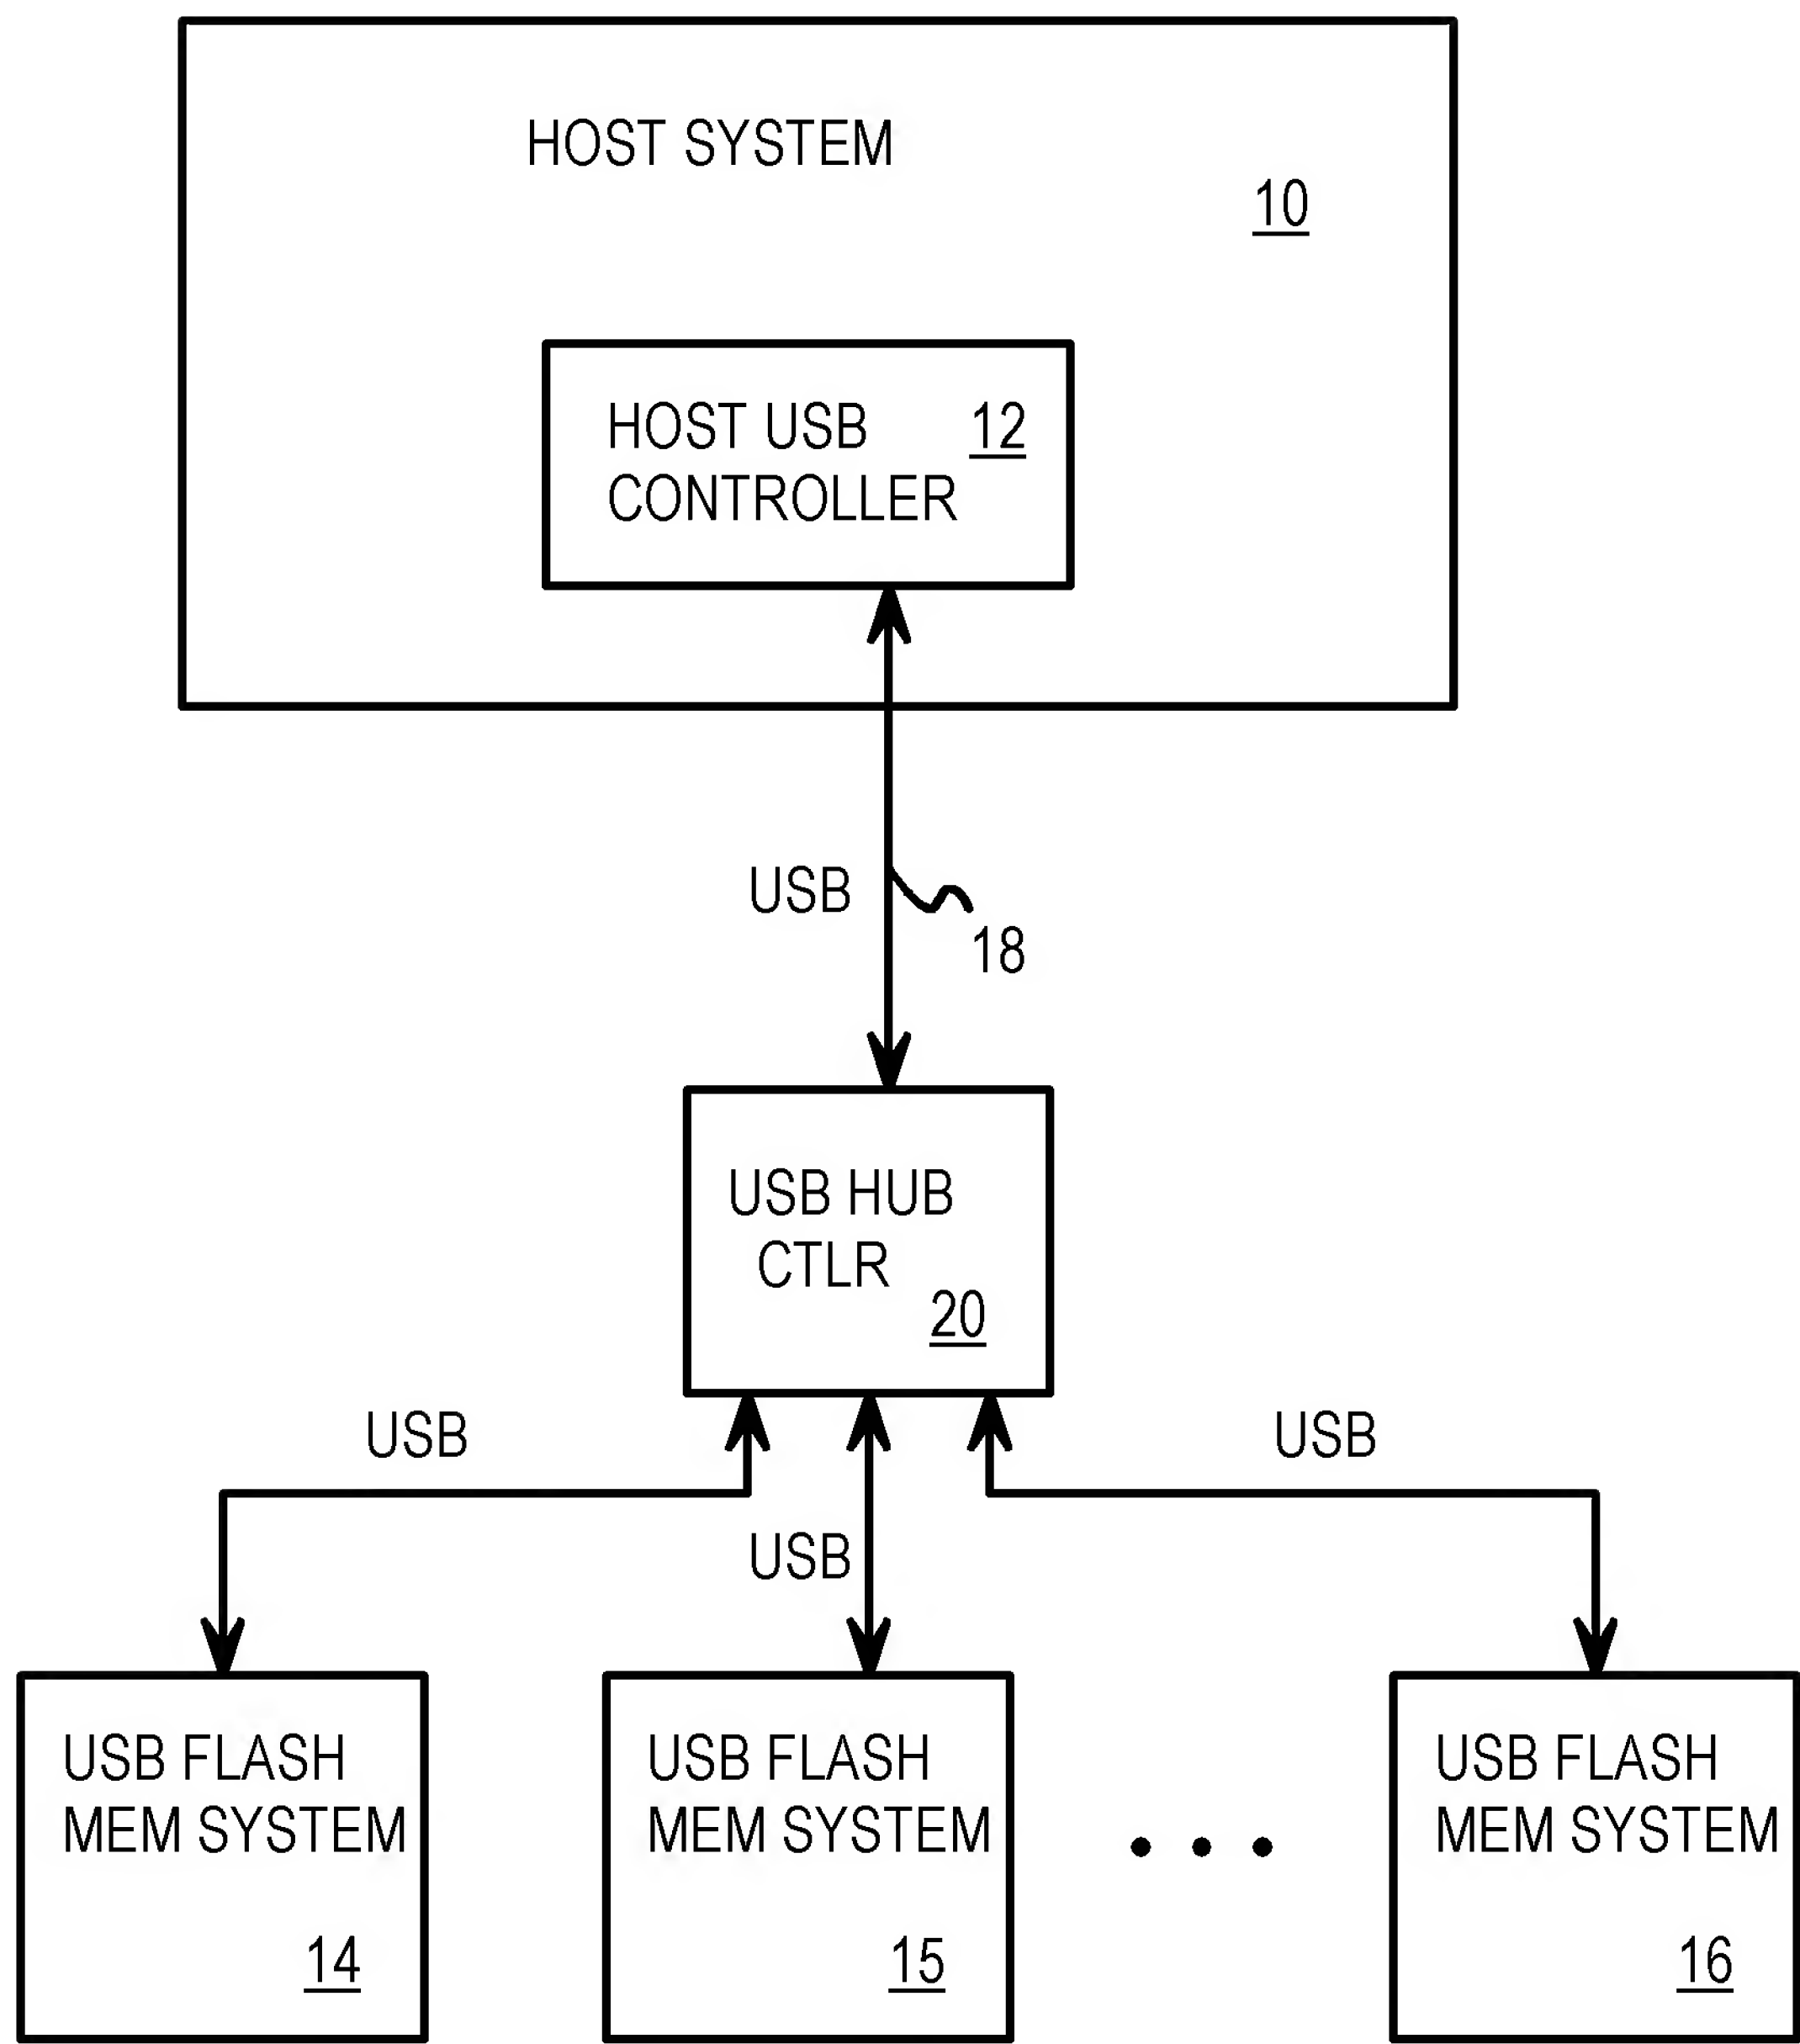 HOST SYSTEM
10
HOST USB 12
CONTROLLER
USB
18
USB HUB
CTLR
20
USB
USB
USB
USB FLASH
MEM SYSTEM
14
USB FLASH
MEM SYSTEM
15
USB FLASH
MEM SYSTEM
16